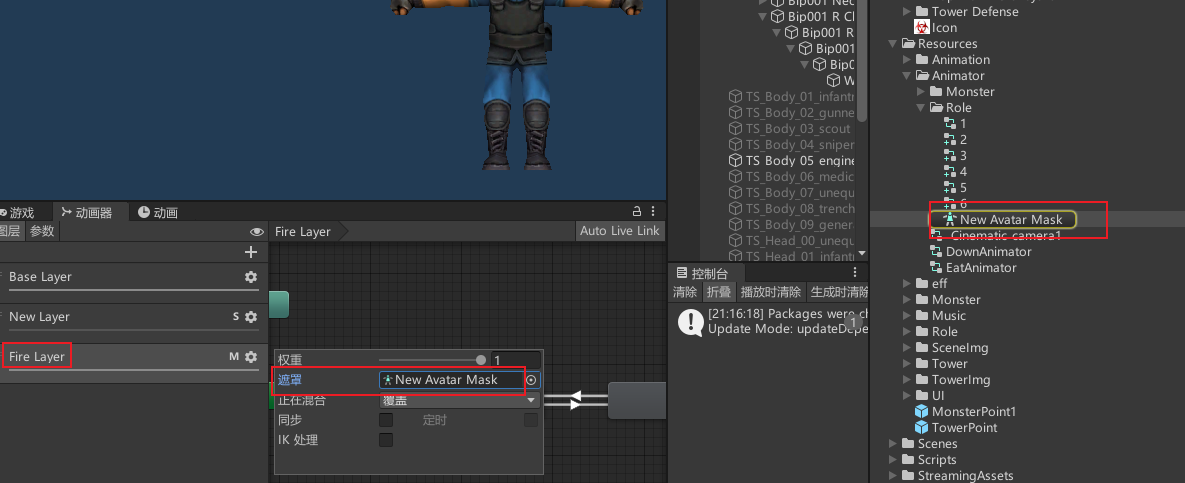 游戏
动画器
动画
图层
参数
Fire Layer
Auto Live Link
Base Layer
New Layer
S
Fire Layer
M
权重
1
遮罩
New Avatar Mask
正在混合
覆盖
同步
定时
IK 处理
Bip001 R Cl
Bip001 R
Bip001
Bip0
W
TS_Body_01_infantr
TS_Body_02_gunne
TS_Body_03_scout
TS_Body_04_sniper
TS_Body_05_engine
TS_Body_06_medic
TS_Body_07_unequ
TS_Body_08_trench
TS_Body_09_genera
TS_Head_00_unequ
TS_Head_01_infantr
控制台
清除
折叠
播放时清除
生成时清除
[21:16:18] Packages were ch
Update Mode: updateDepe
1
Tower Defense
Icon
Resources
Animation
Animator
Monster
Role
1
2
3
4
5
6
New Avatar Mask
Cinematic camera1
DownAnimator
EatAnimator
eff
Monster
Music
Role
SceneImg
Tower
TowerImg
UI
MonsterPoint1
TowerPoint
Scenes
Scripts
StreamingAssets